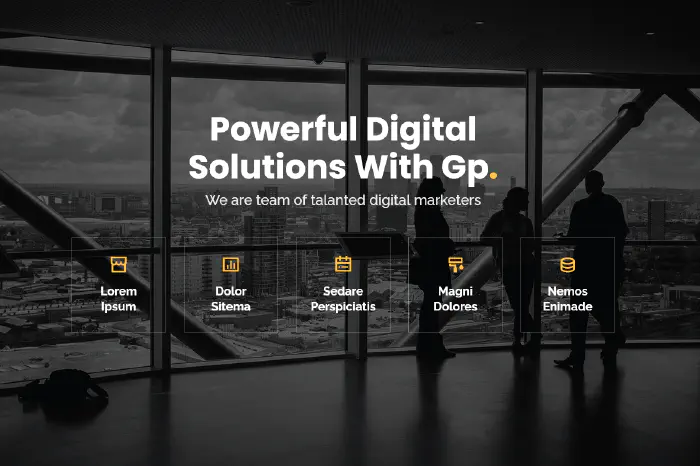 Powerful Digital
Solutions With Gp.
We are team of talanted digital marketers
Lorem
Ipsum
Dolor
Sitema
Sedare
Perspiciatis
Magni
Dolores
Nemos
Enimade